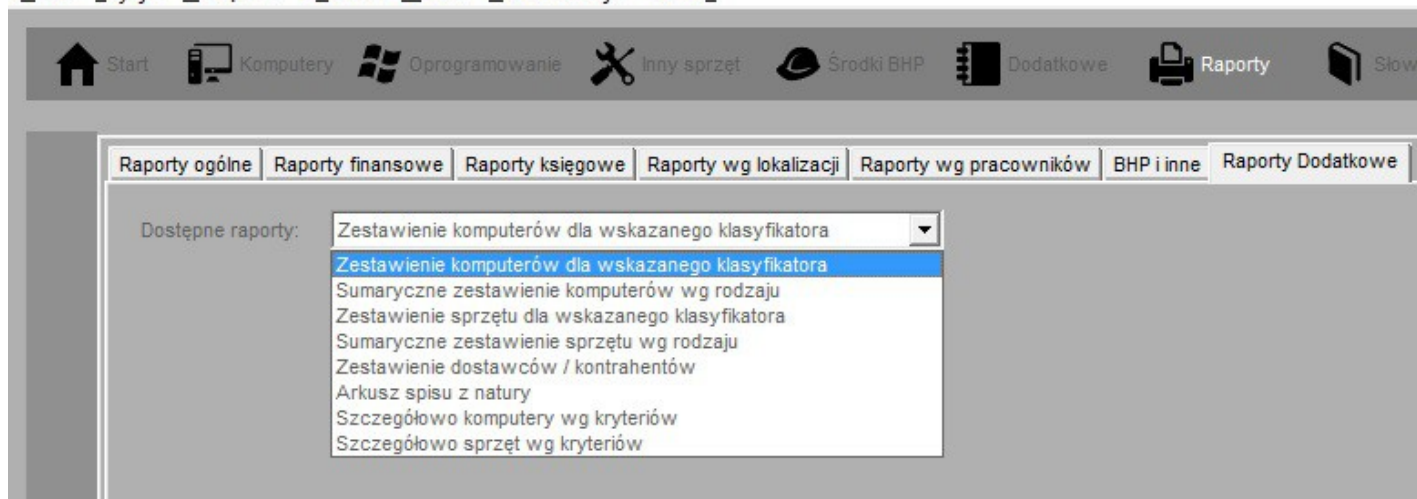 Start Komputery Oprogramowanie Inny sprzęt Środki BHP Dodatkowe Raporty
Raporty ogólne Raporty finansowe Raporty księgowe Raporty wg lokalizacji Raporty wg pracowników BHP i inne Raporty Dodatkowe
Dostępne raporty: Zestawienie komputerów dla wskazanego klasyfikatora
Zestawienie komputerów dla wskazanego klasyfikatora
Sumaryczne zestawienie komputerów wg rodzaju
Zestawienie sprzętu dla wskazanego klasyfikatora
Sumaryczne zestawienie sprzętu wg rodzaju
Zestawienie dostawców / kontrahentów
Arkusz spisu z natury
Szczegółowo komputery wg kryteriów
Szczegółowo sprzęt wg kryteriów